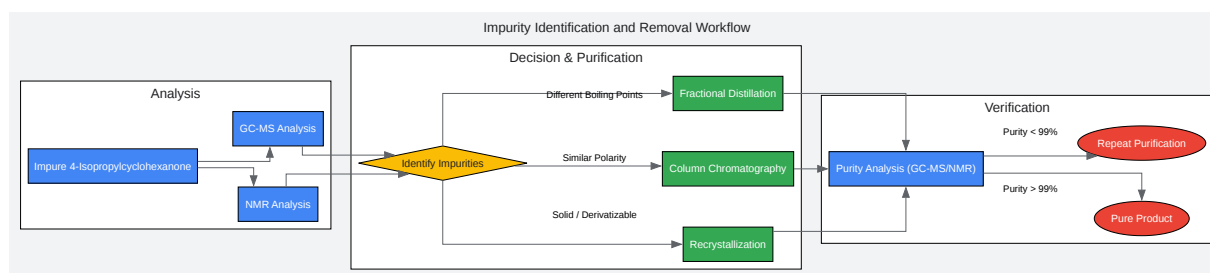 Impurity Identification and Removal Workflow
Analysis
Impure 4-Isopropylcyclohexanone
GC-MS Analysis
NMR Analysis
Decision & Purification
Identify Impurities
Different Boiling Points
Similar Polarity
Solid / Derivatizable
Fractional Distillation
Column Chromatography
Recrystallization
Verification
Purity Analysis (GC-MS/NMR)
Purity < 99%
Purity > 99%
Repeat Purification
Pure Product